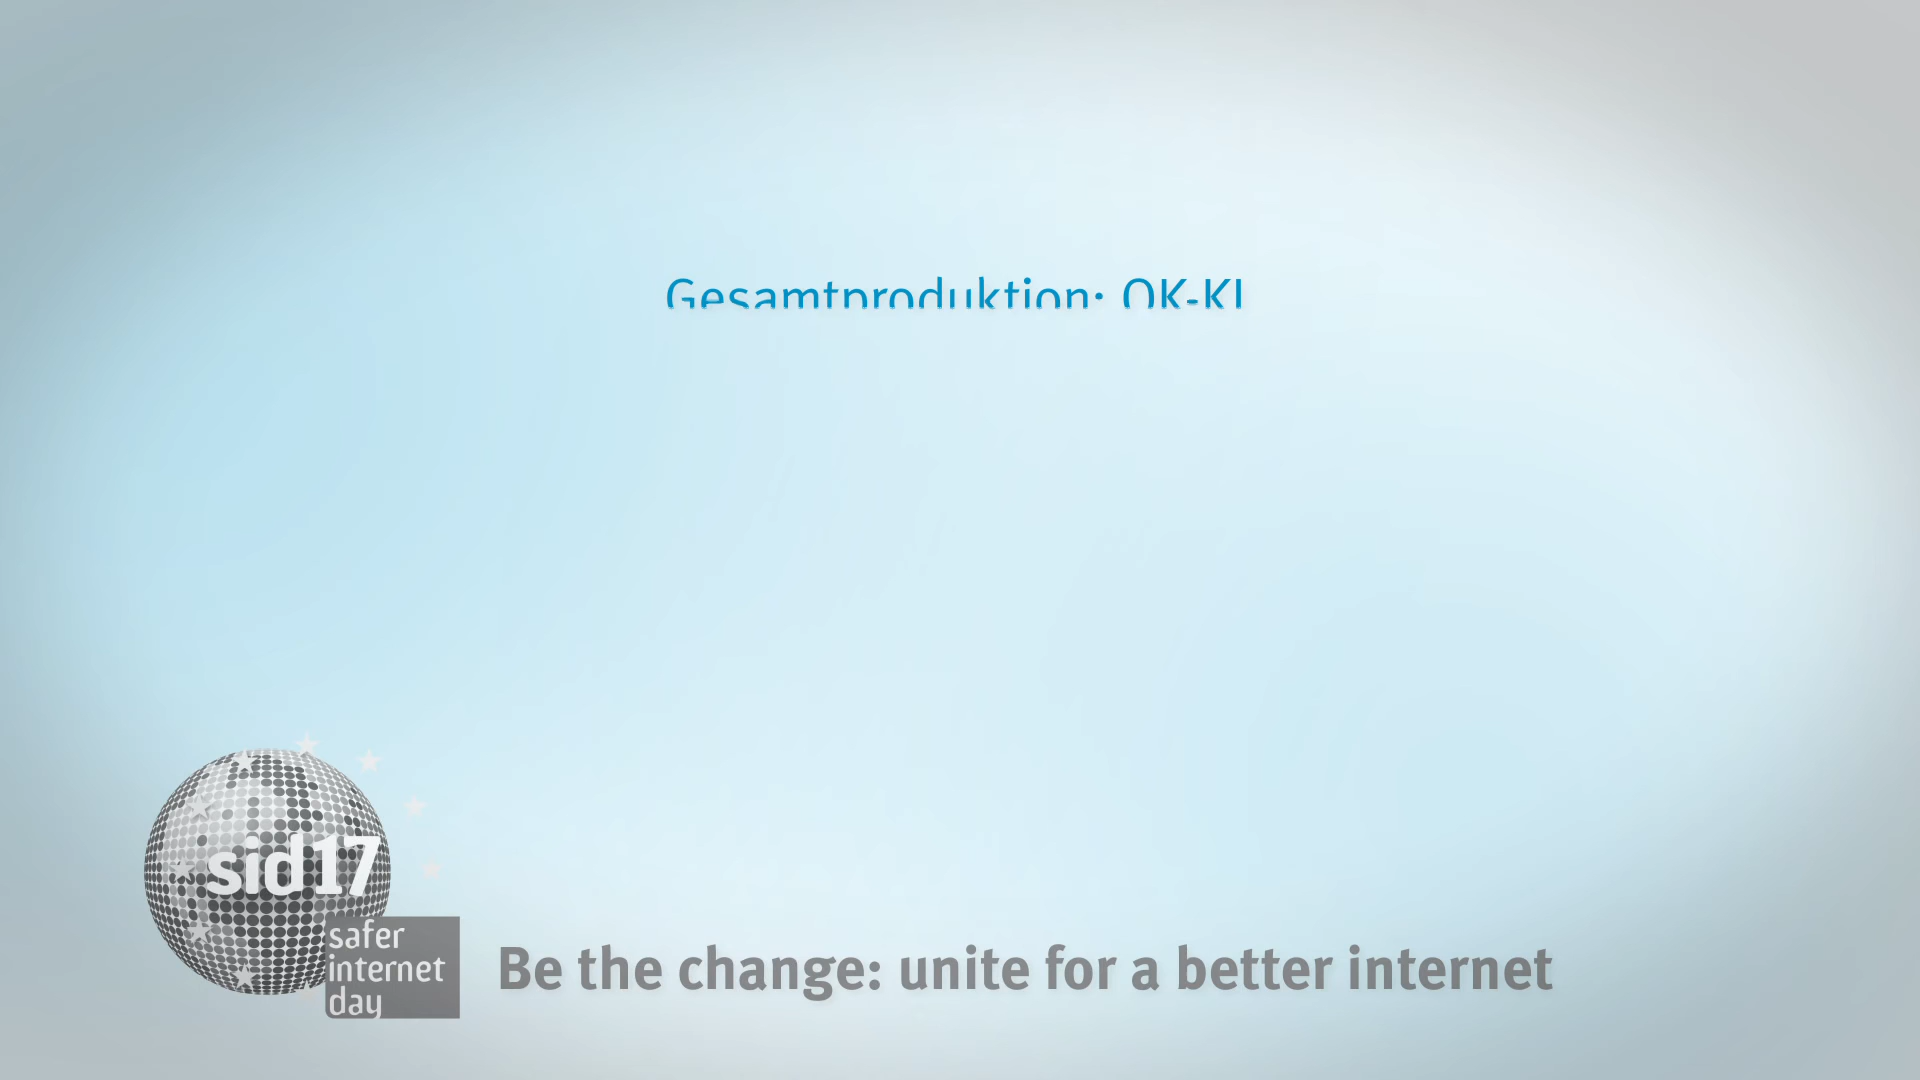 Gesamtproduktion: OK-KI
sid17
safer
internet
day
Be the change: unite for a better internet